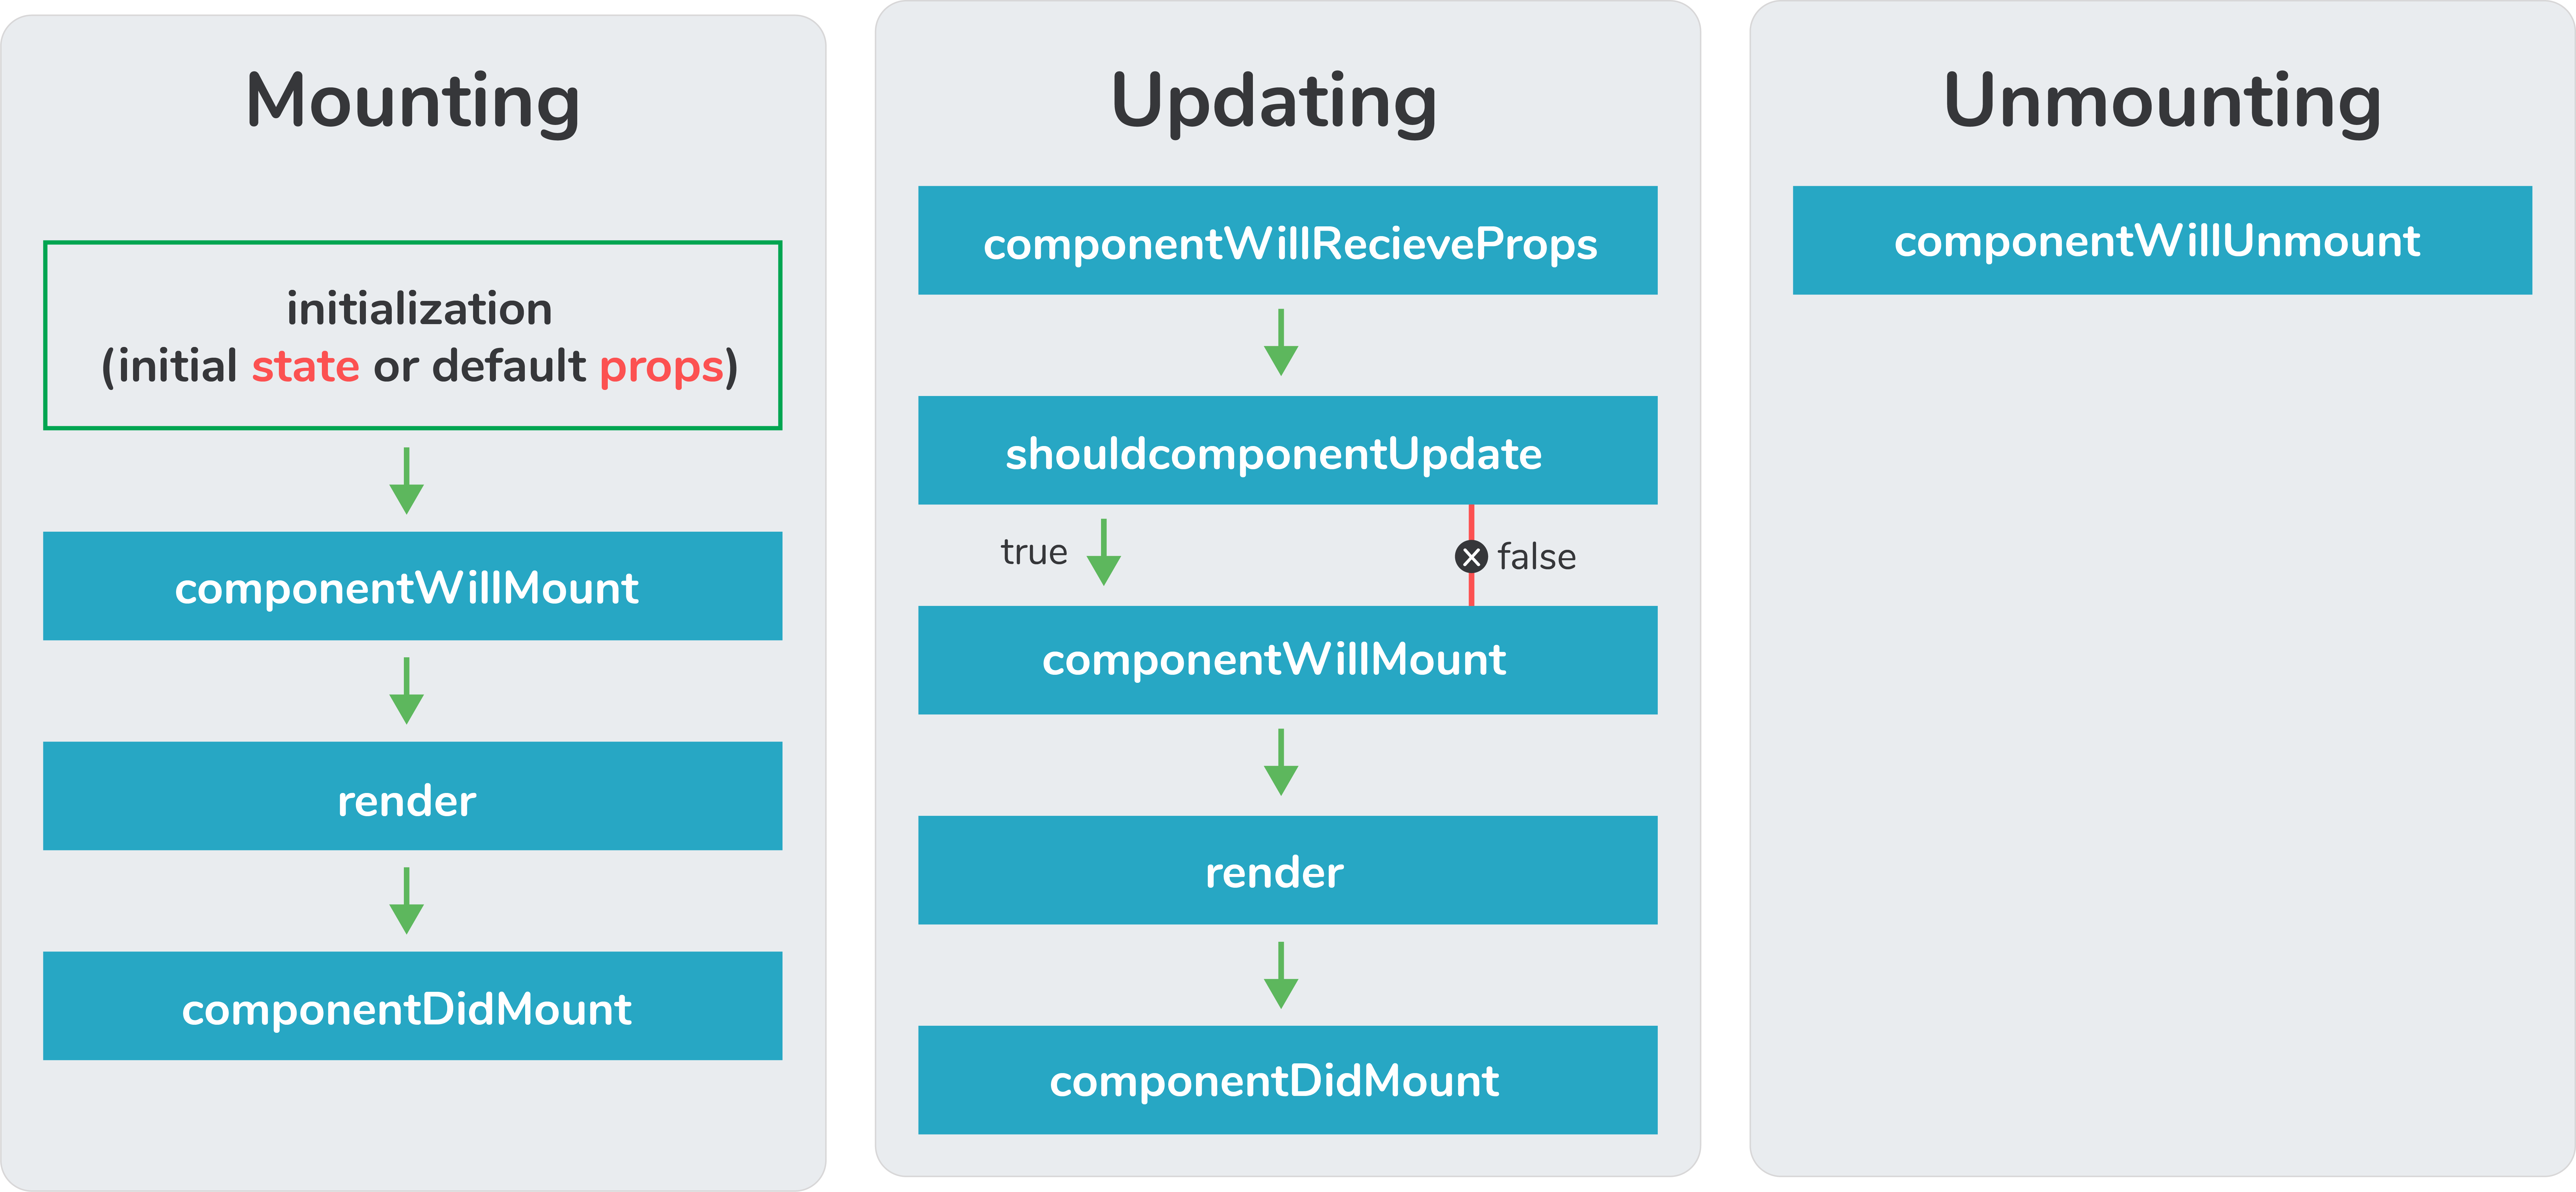 Mounting
initialization
(initial state or default props)
componentWillMount
render
componentDidMount
Updating
componentWillRecieveProps
shouldcomponentUpdate
true
false
componentWillMount
render
componentDidMount
Unmounting
componentWillUnmount